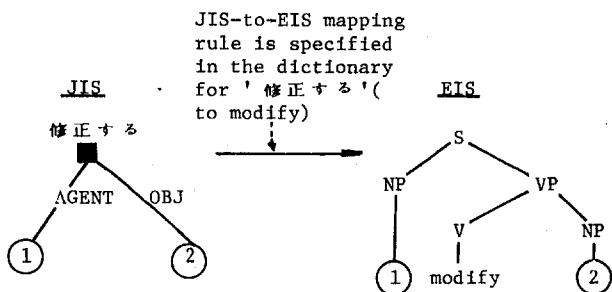 JIS-to-EIS mapping
rule is specified
in the dictionary
for '修正する'(
to modify)
JIS
修正する
AGENT OBJ
1 2
EIS
S
NP VP
V NP
1 modify 2